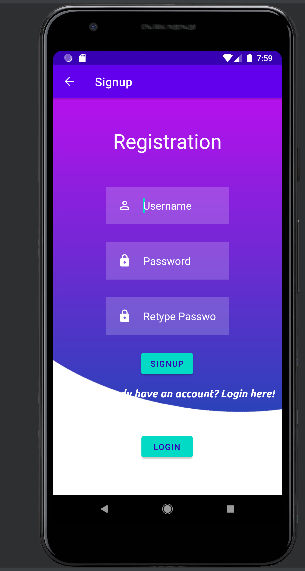 7:59
Signup
Registration
Username
Password
Retype Passwo
SIGNUP
have an account? Login here!
LOGIN